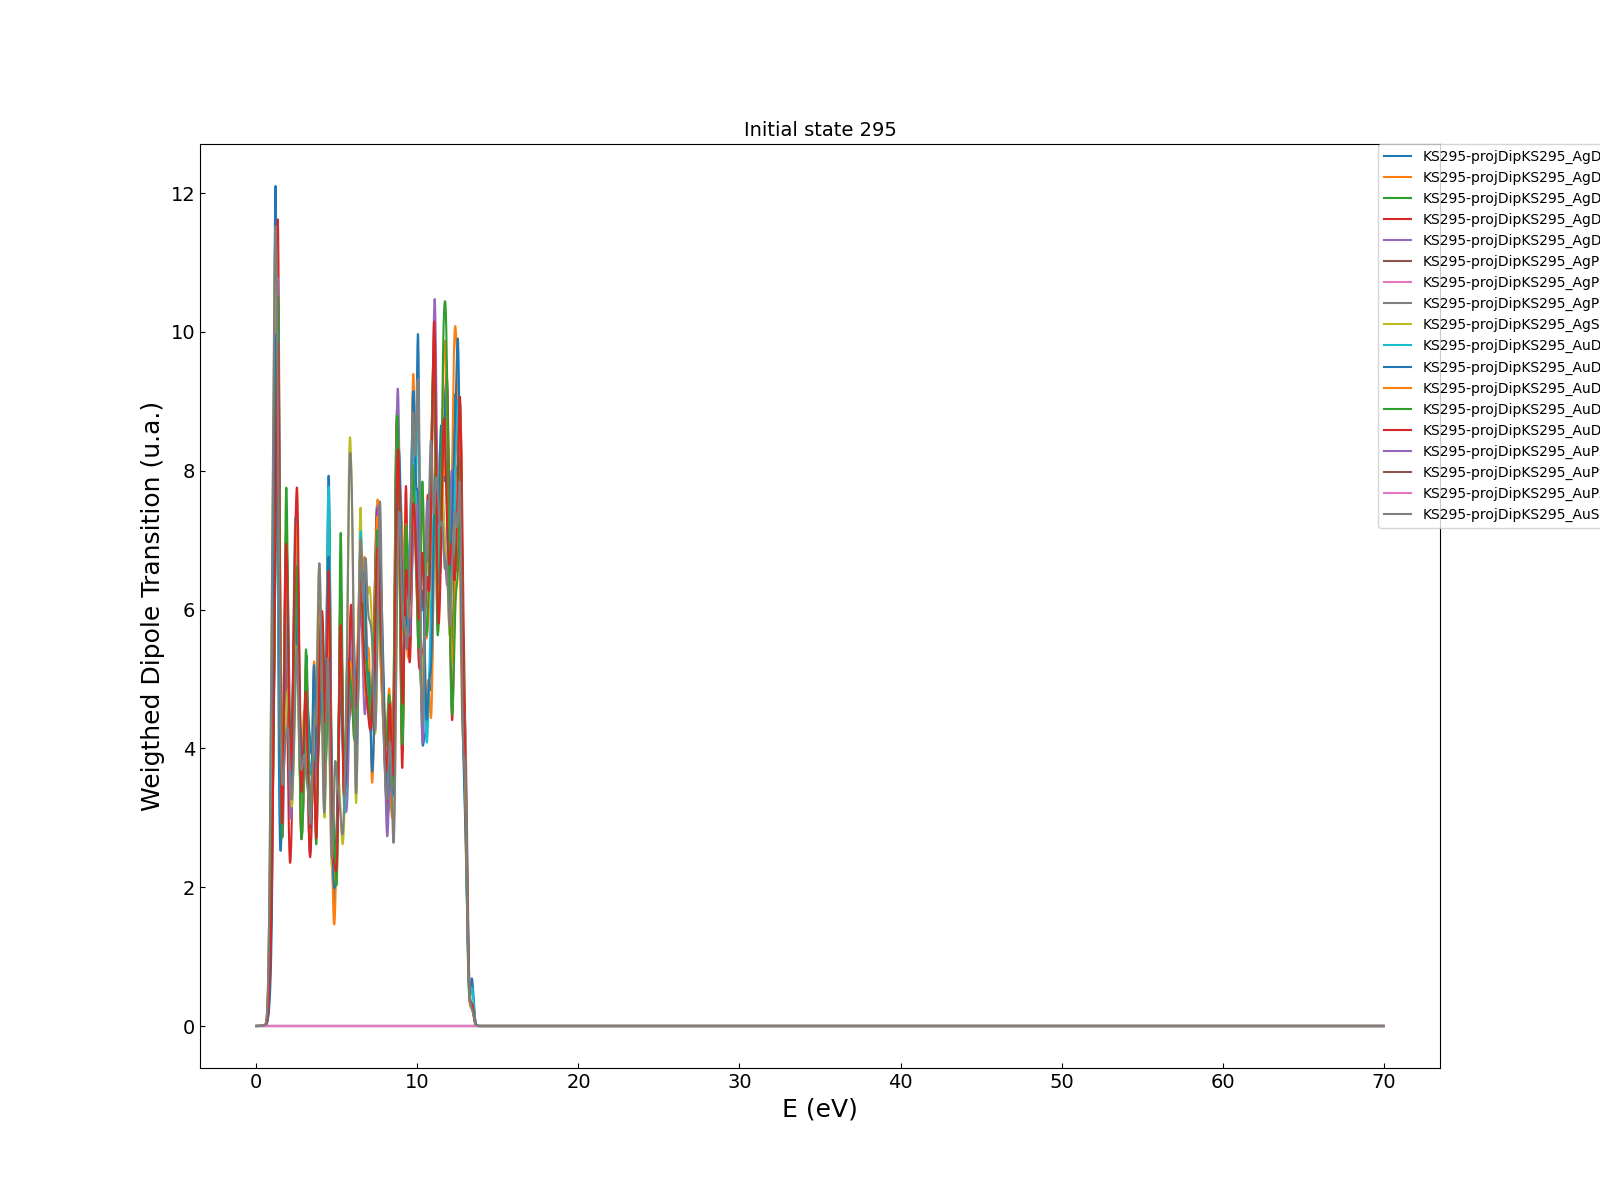 Initial state 295
12
10
8
6
4
2
0
Weigthed Dipole Transition (u.a.)
0 10 20 30 40 50 60 70
E (eV)
KS295-projDipKS295_AgD
KS295-projDipKS295_AgD
KS295-projDipKS295_AgD
KS295-projDipKS295_AgD
KS295-projDipKS295_AgD
KS295-projDipKS295_AgP
KS295-projDipKS295_AgP
KS295-projDipKS295_AgP
KS295-projDipKS295_AgS
KS295-projDipKS295_AuD
KS295-projDipKS295_AuD
KS295-projDipKS295_AuD
KS295-projDipKS295_AuD
KS295-projDipKS295_AuD
KS295-projDipKS295_AuP
KS295-projDipKS295_AuP
KS295-projDipKS295_AuP
KS295-projDipKS295_AuS